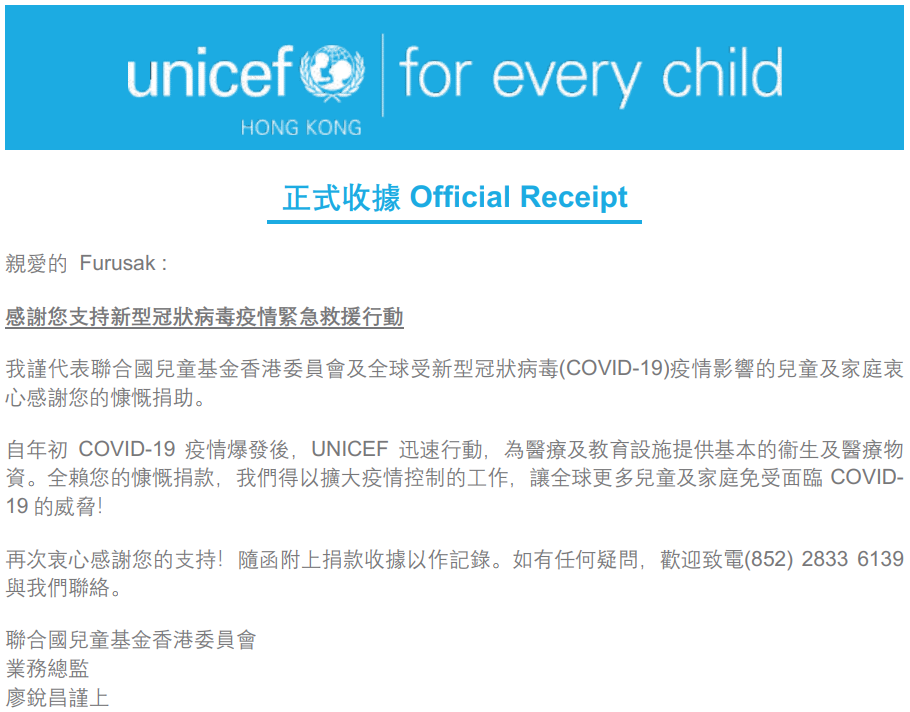 unicef for every child
HONG KONG
正式收據 Official Receipt
親愛的 Furusak :
感謝您支持新型冠狀病毒疫情緊急救援行動
我謹代表聯合國兒童基金香港委員會及全球受新型冠狀病毒(COVID-19)疫情影響的兒童及家庭衷
心感謝您的慷慨捐助。
自年初 COVID-19 疫情爆發後，UNICEF 迅速行動，為醫療及教育設施提供基本的衞生及醫療物
資。全賴您的慷慨捐款，我們得以擴大疫情控制的工作，讓全球更多兒童及家庭免受面臨 COVID-
19 的威脅！
再次衷心感謝您的支持！隨函附上捐款收據以作記錄。如有任何疑問，歡迎致電(852) 2833 6139
與我們聯絡。
聯合國兒童基金香港委員會
業務總監
廖銳昌謹上